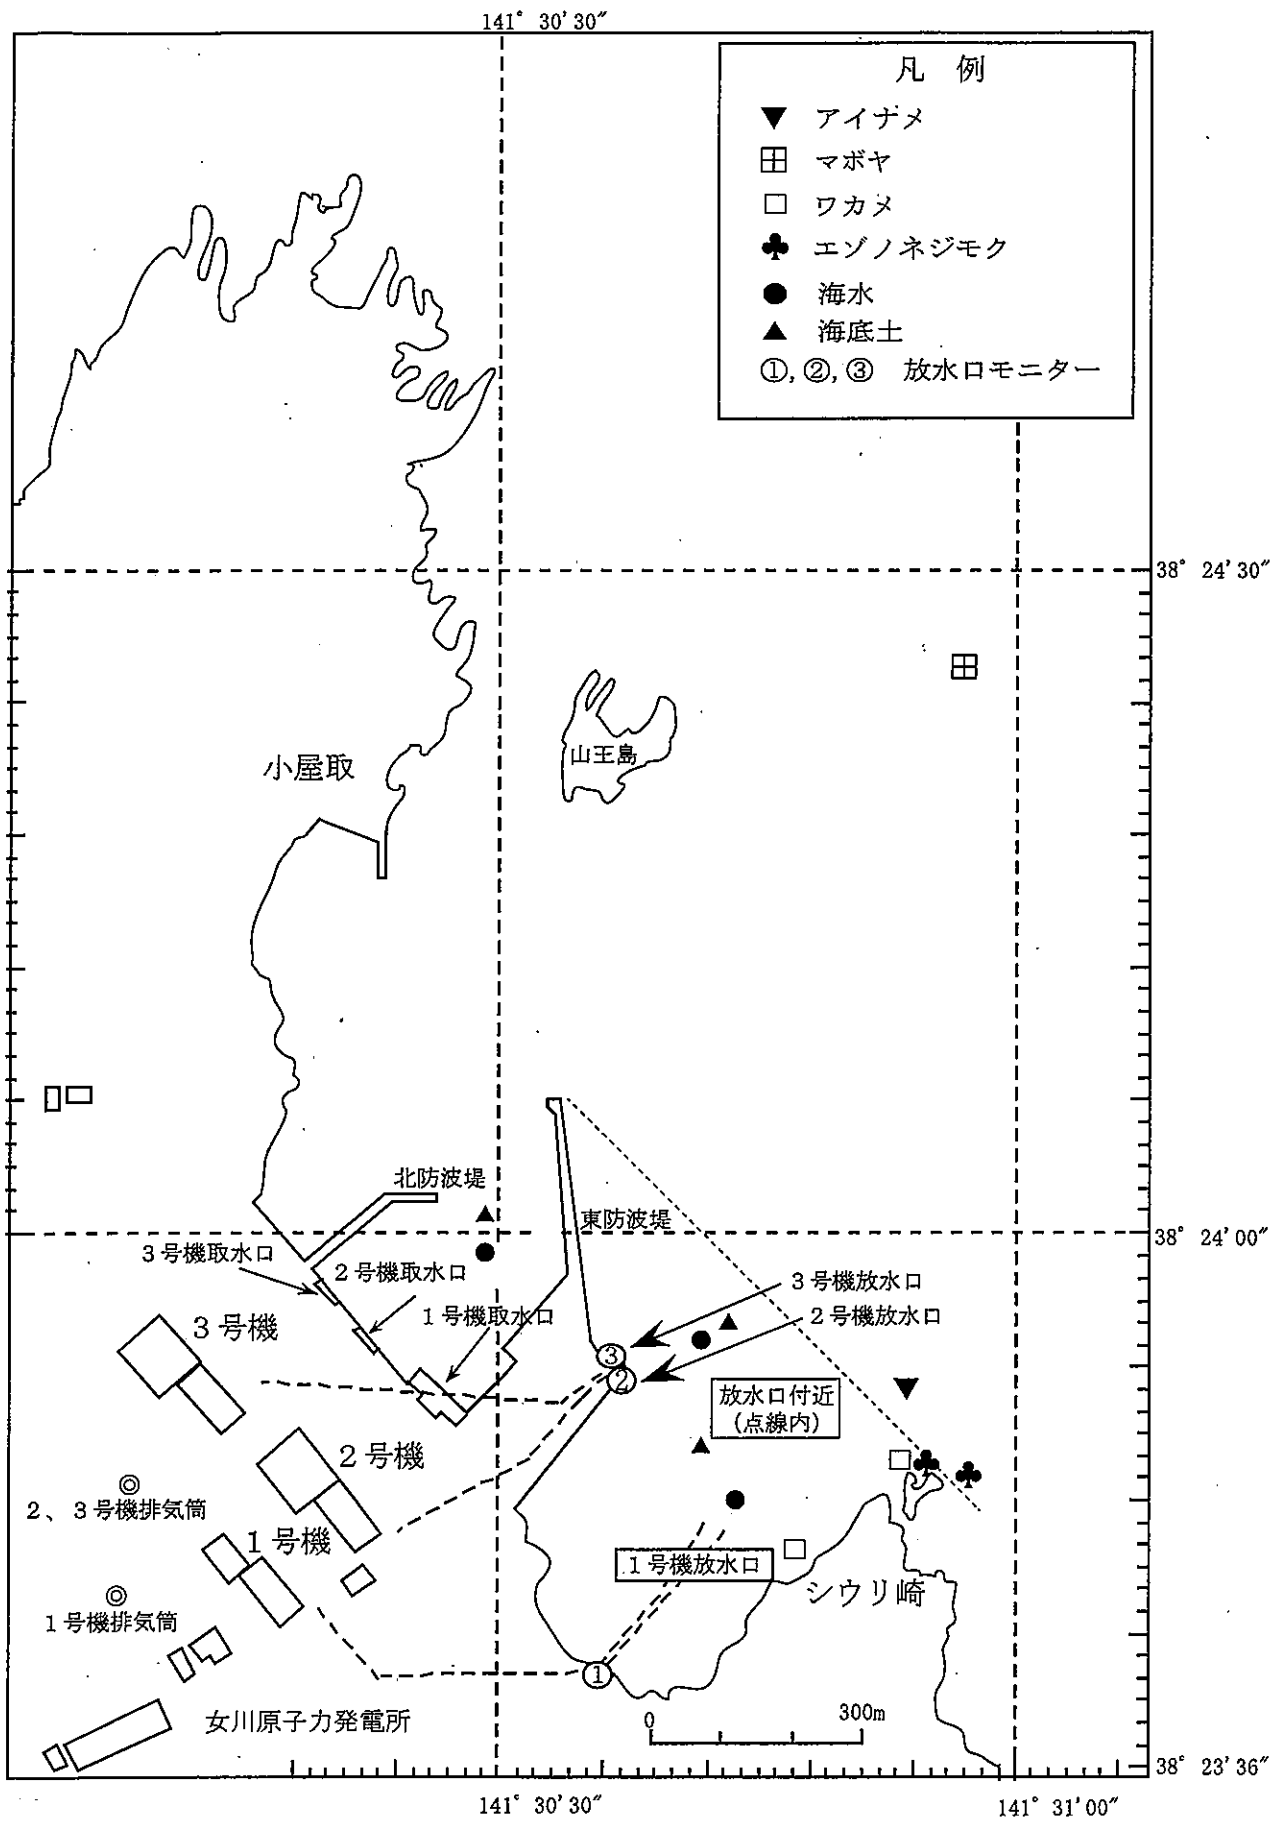 141° 30′30″
凡 例
アイナメ
マボヤ
ワカメ
エゾノネジモク
海水
海底土
①, ②, ③ 放水口モニター
38° 24′30″
山王島
小屋取
北防波堤
東防波堤
38° 24′00″
3号機取水口
2号機取水口
1号機取水口
3号機放水口
2号機放水口
3号機
③
②
放水口付近
(点線内)
2号機
2、3号機排気筒
1号機
1号機放水口
シウリ崎
1号機排気筒
①
女川原子力発電所
0 300m
38° 23′36″
141° 30′30″
141° 31′00″